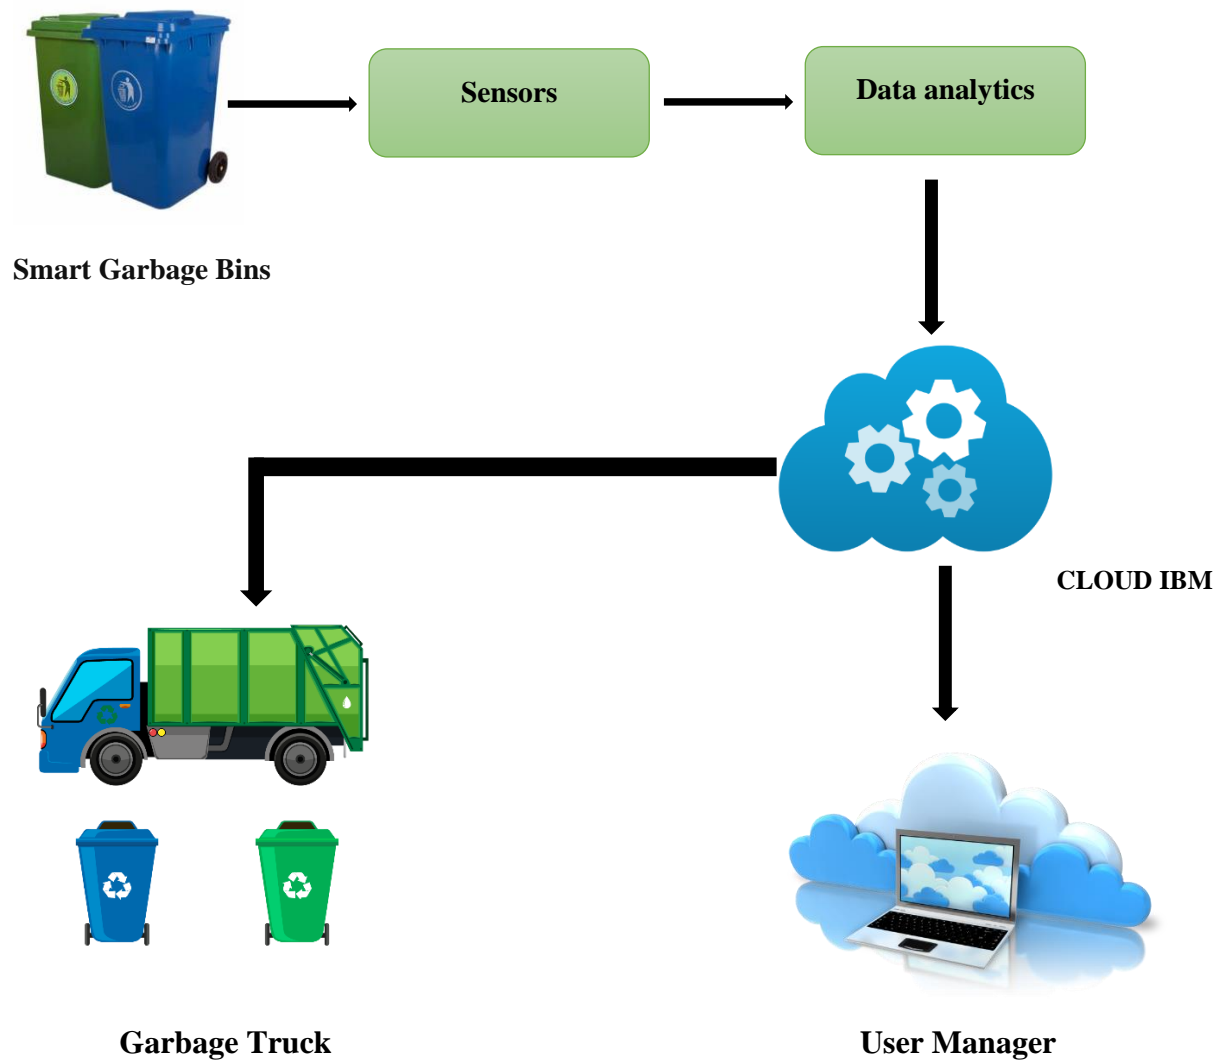 Sensors
Data analytics
Smart Garbage Bins
CLOUD IBM
Garbage Truck
User Manager